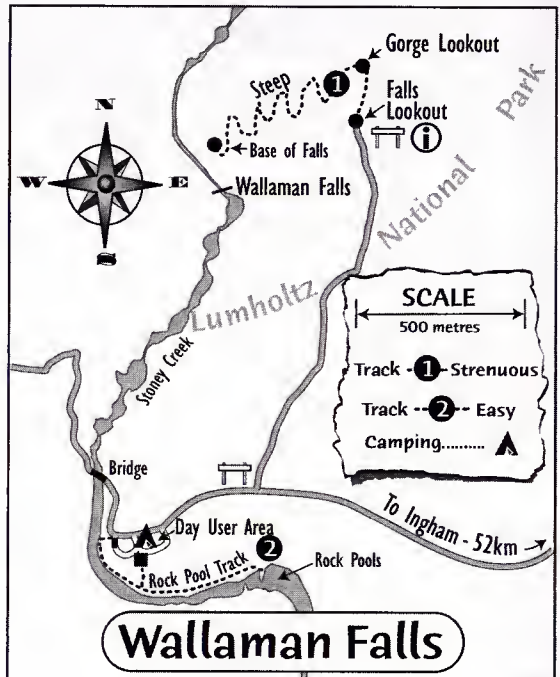 Gorge Lookout
Steep
1
Falls
Lookout
Park
i
N
W
E
S
Base of Falls
Wallaman Falls
National
Lumholtz
Stoney Creek
SCALE
500 metres
Track --1-- Strenuous
Track --2-- Easy
Camping..........
Bridge
To Ingham - 52km
Day User Area
2
Rock Pool Track
Rock Pools
Wallaman Falls